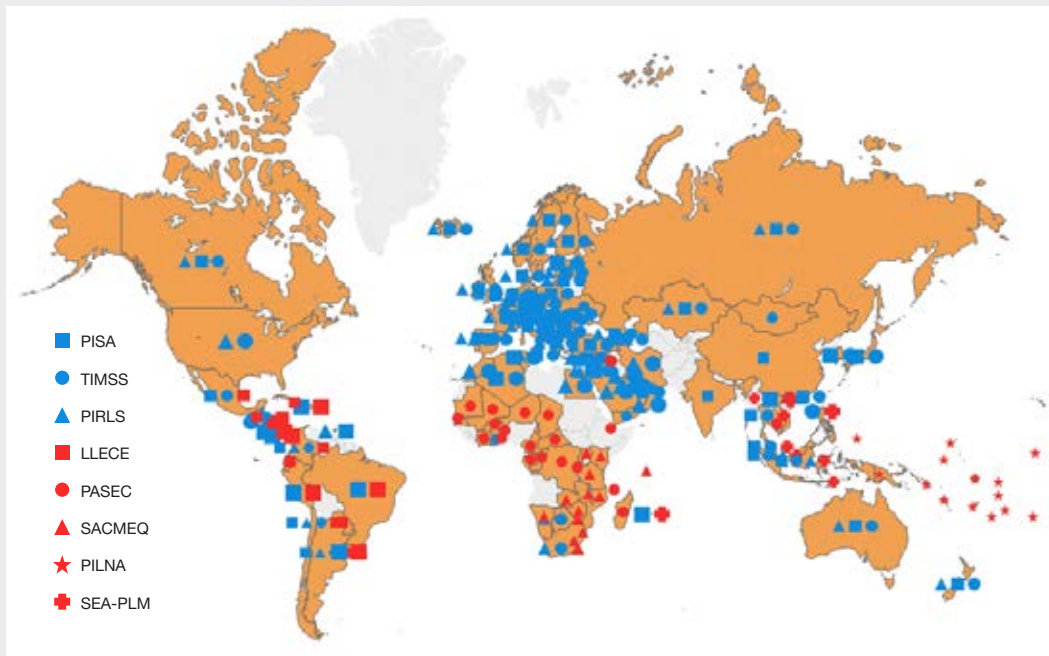 PISA
TIMSS
PIRLS
LLECE
PASEC
SACMEQ
PILNA
SEA-PLM